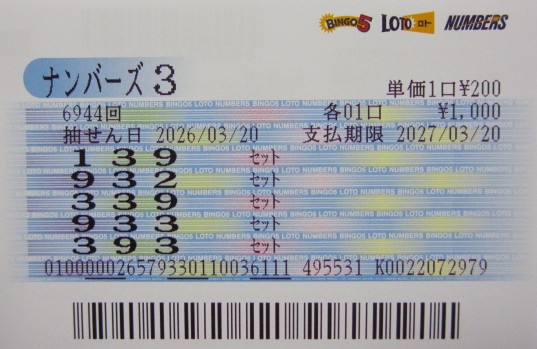 BINGO5 LOTO ロト NUMBERS
ナンバーズ3
単価1口¥200
6944回 各01口 ¥1,000
抽せん日 2026/03/20 支払期限 2027/03/20
139 セット
932 セット
339 セット
933 セット
393 セット
010000026579330110036111 495531 K0022072979